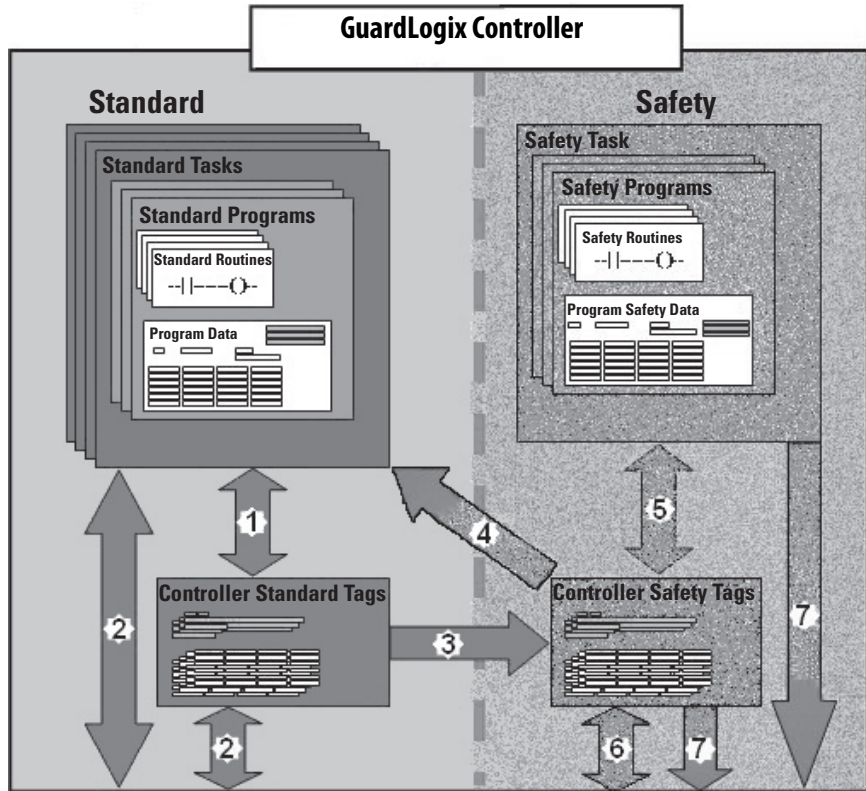 GuardLogix Controller
Standard
Safety
Standard Tasks
Standard Programs
Standard Routines
Program Data
Safety Task
Safety Programs
Safety Routines
Program Safety Data
1
2
3
4
5
7
Controller Standard Tags
Controller Safety Tags
2
6
7